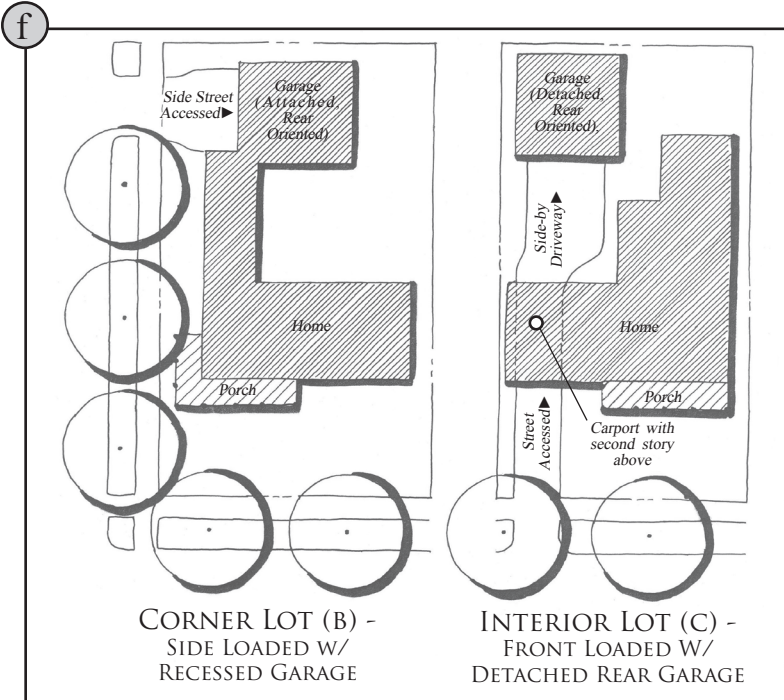 f
Side Street
Accessed▶
Garage
(Attached,
Rear
Oriented)
Home
Porch
Garage
(Detached,
Rear
Oriented),
Side-by
Driveway▶
Home
Porch
Street
Accessed▶
Carport with
second story
above
CORNER LOT (B) -
SIDE LOADED W/
RECESSED GARAGE
INTERIOR LOT (C) -
FRONT LOADED W/
DETACHED REAR GARAGE